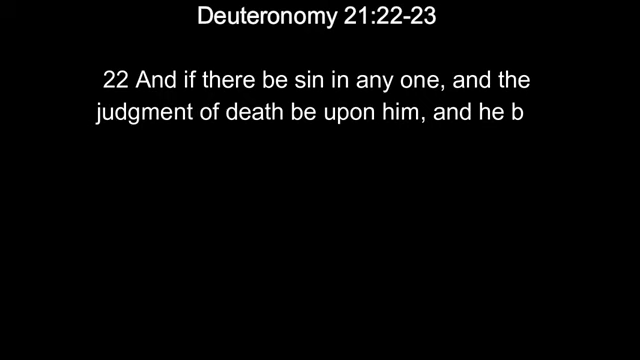 Deuteronomy 21:22-23
22 And if there be sin in any one, and the
judgment of death be upon him, and he b